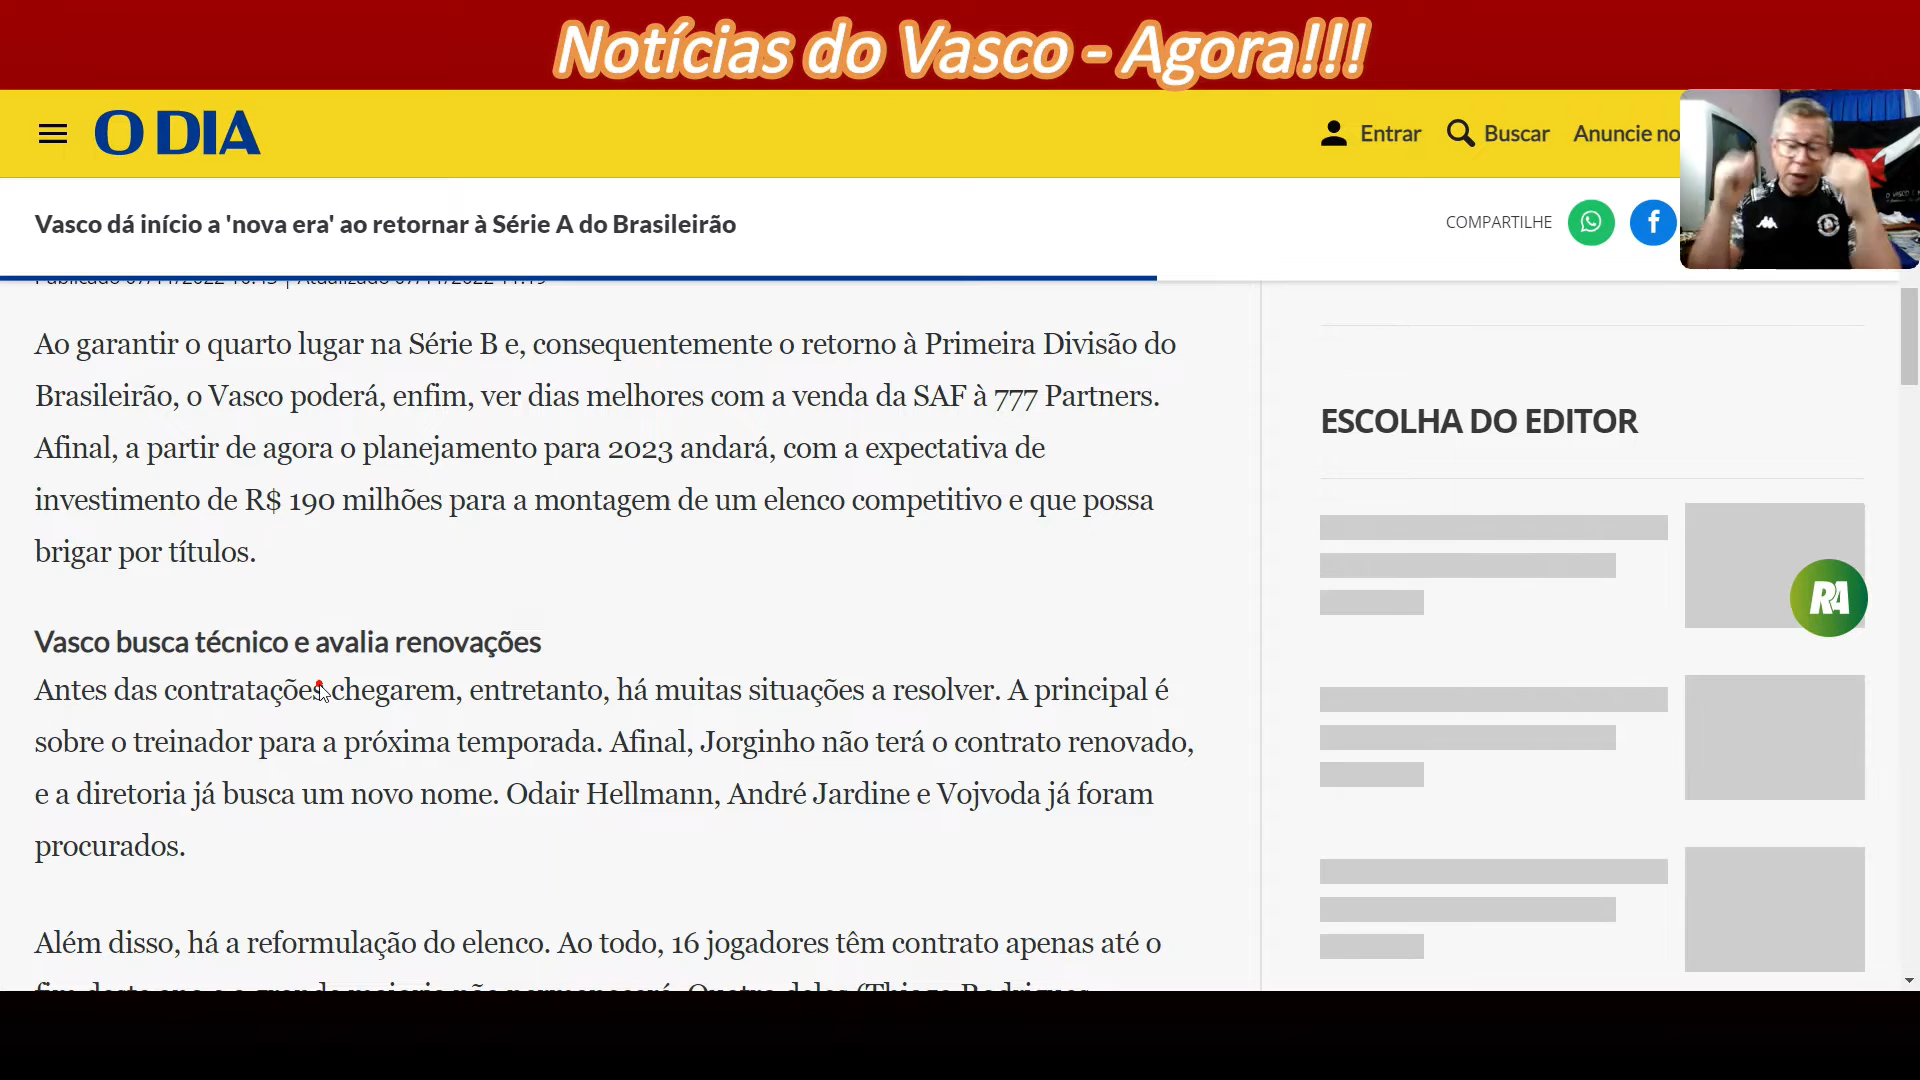 Notícias do Vasco - Agora!!!
O DIA
Entrar
Buscar
Anuncie no
Vasco dá início a 'nova era' ao retornar à Série A do Brasileirão
COMPARTILHE
Ao garantir o quarto lugar na Série B e, consequentemente o retorno à Primeira Divisão do
Brasileirão, o Vasco poderá, enfim, ver dias melhores com a venda da SAF à 777 Partners.
Afinal, a partir de agora o planejamento para 2023 andará, com a expectativa de
investimento de R$ 190 milhões para a montagem de um elenco competitivo e que possa
brigar por títulos.
ESCOLHA DO EDITOR
RA
Vasco busca técnico e avalia renovações
Antes das contratações chegarem, entretanto, há muitas situações a resolver. A principal é
sobre o treinador para a próxima temporada. Afinal, Jorginho não terá o contrato renovado,
e a diretoria já busca um novo nome. Odair Hellmann, André Jardine e Vojvoda já foram
procurados.
Além disso, há a reformulação do elenco. Ao todo, 16 jogadores têm contrato apenas até o